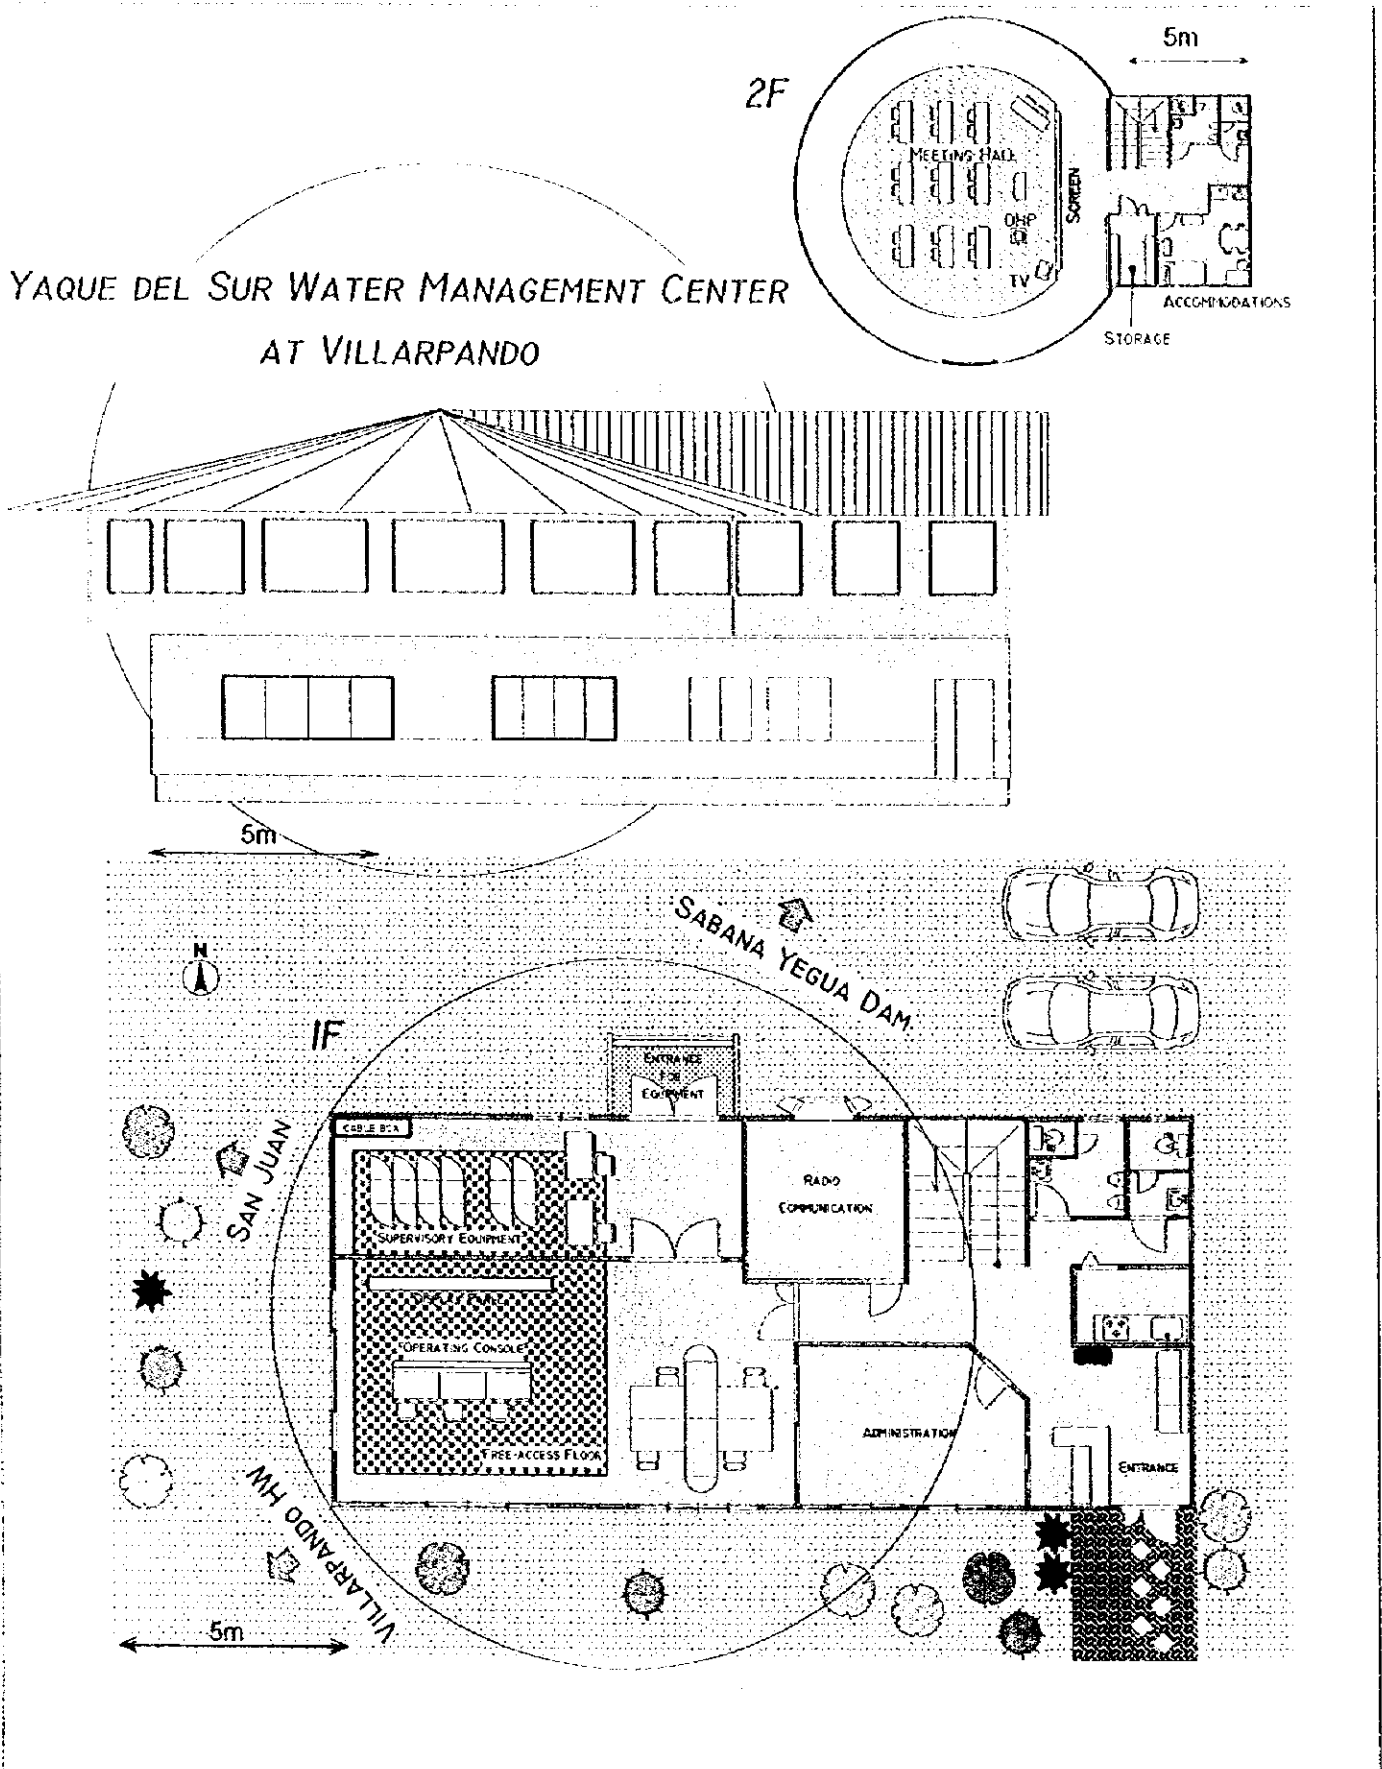 5m
2F
MEETING HALL
SCREEN
OHP
TV
ACCOMMODATIONS
STORAGE
YAQUE DEL SUR WATER MANAGEMENT CENTER
AT VILLARPANDO
5m
SABANA YEGUA DAM
N
1F
ENTRANCE
FOR
EQUIPMENT
CABLE BOX
SAN JUAN
RADIO
COMMUNICATION
SUPERVISORY EQUIPMENT
DISPLAY PANEL
OPERATING CONSOLE
ADMINISTRATION
FREE-ACCESS FLOOR
ENTRANCE
VILLARPANDO HW
5m